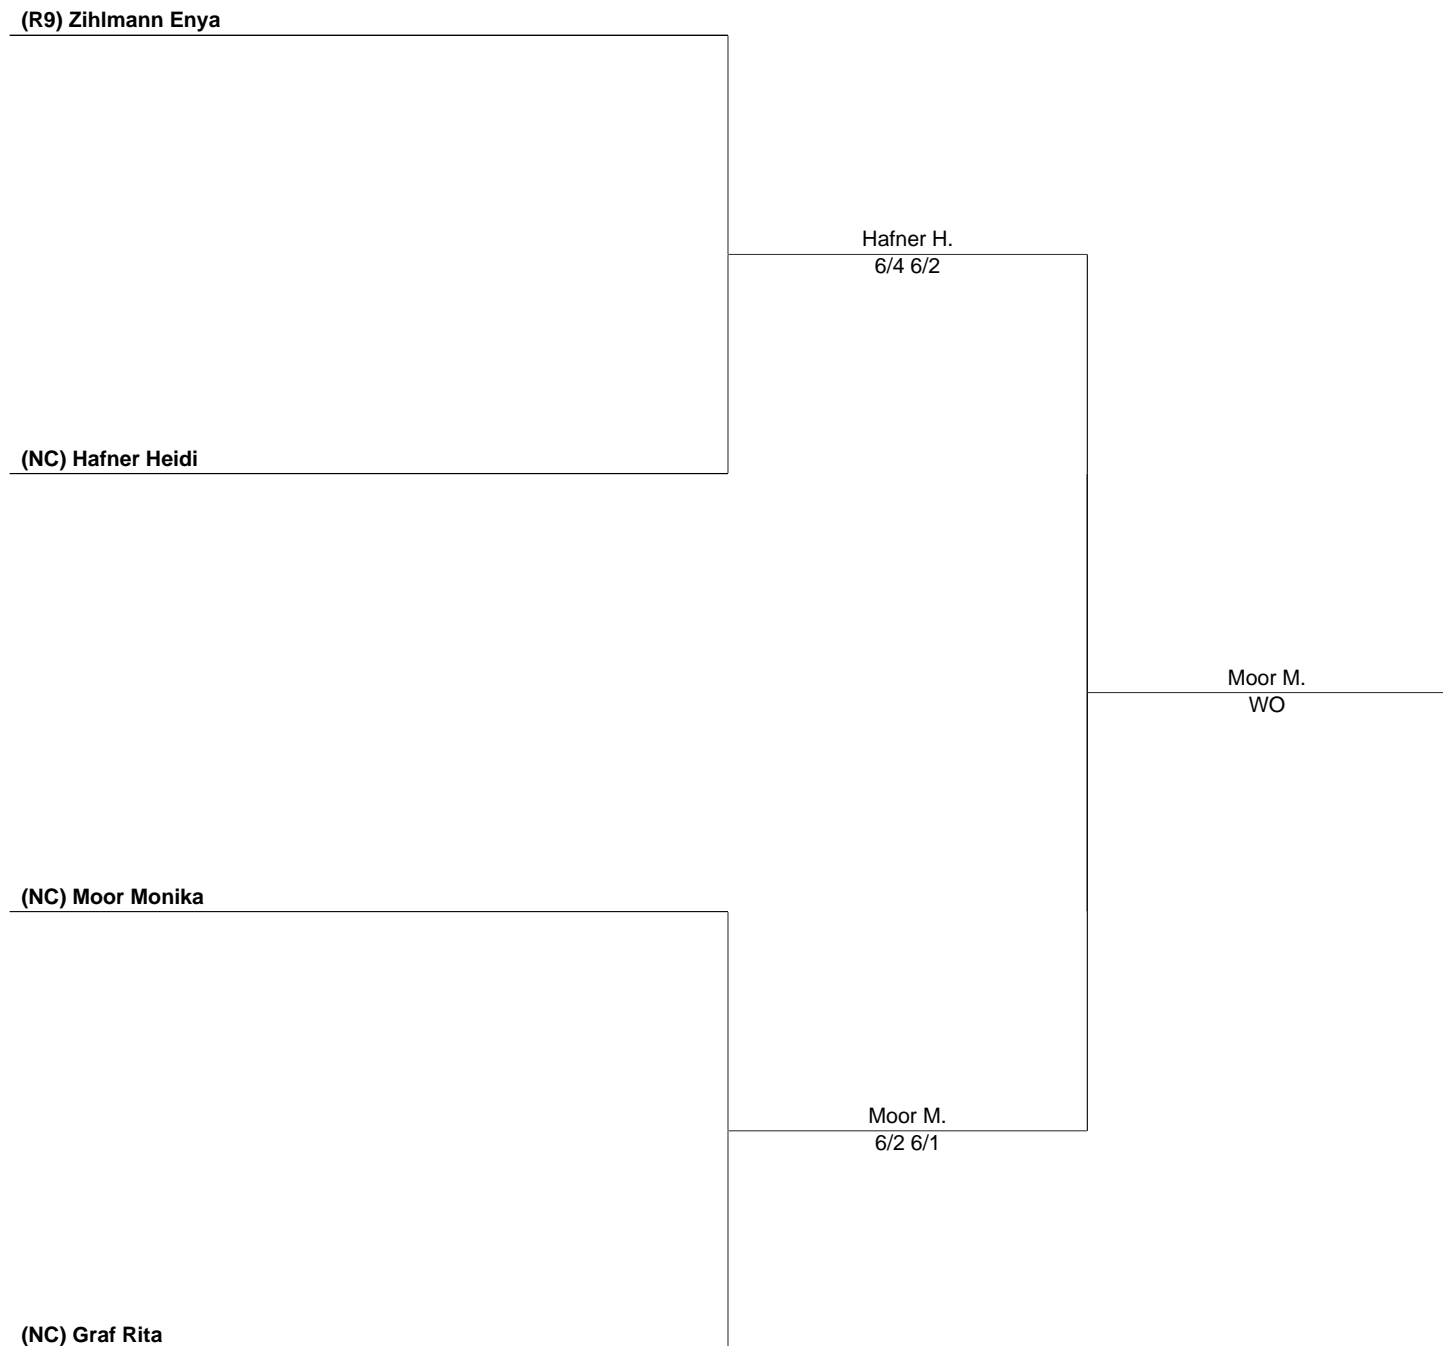 (R9) Zihlmann Enya
Hafner H.
6/4 6/2
(NC) Hafner Heidi
Moor M.
WO
(NC) Moor Monika
Moor M.
6/2 6/1
(NC) Graf Rita